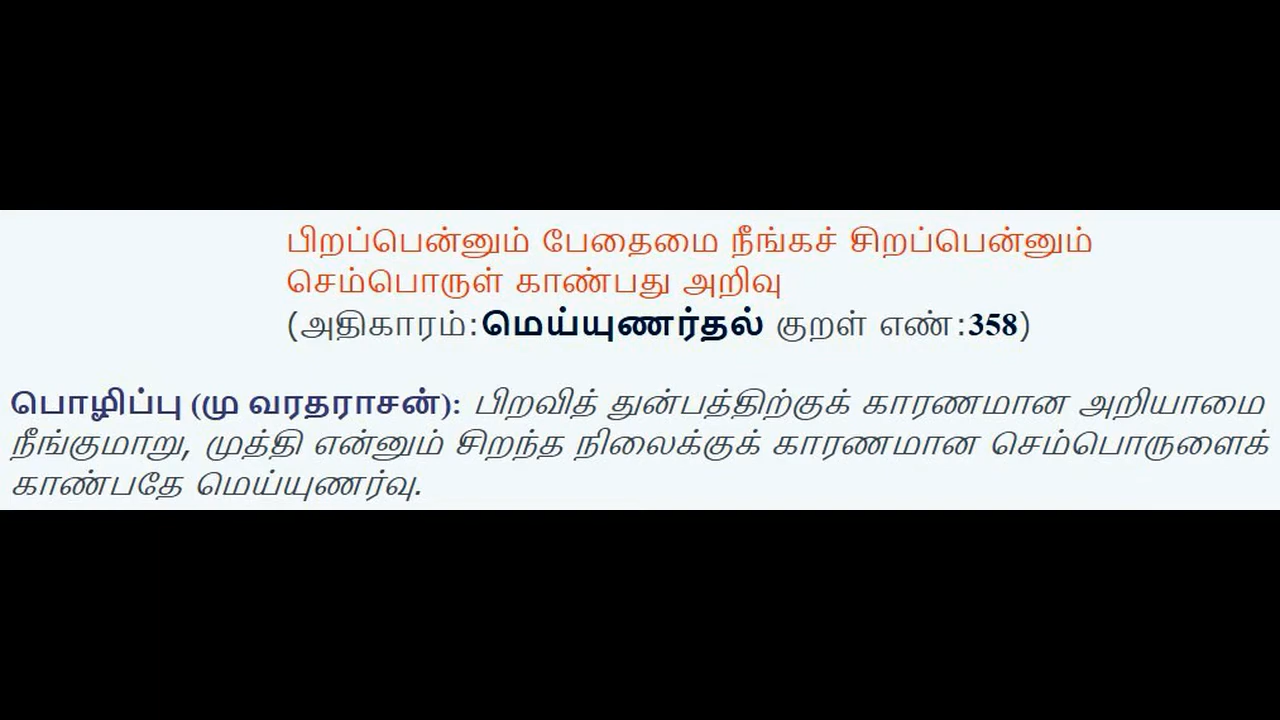 பிறப்பென்னும் பேதைமை நீங்கச் சிறப்பென்னும்
செம்பொருள் காண்பது அறிவு
(அதிகாரம்:மெய்யுணர்தல் குறள் எண்:358)
பொழிப்பு (மு வரதராசன்): பிறவித் துன்பத்திற்குக் காரணமான அறியாமை
நீங்குமாறு, முத்தி என்னும் சிறந்த நிலைக்குக் காரணமான செம்பொருளைக்
காண்பதே மெய்யுணர்வு.